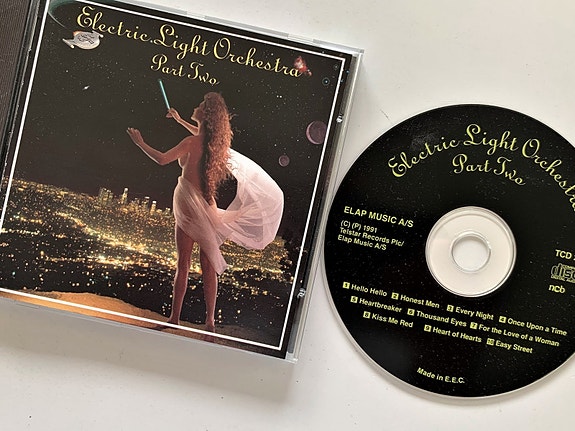 Electric Light Orchestra
Part Two
Electric Light Orchestra
Part Two
ELAP MUSIC A/S
(C) (P) 1991
Telstar Records Plc/
Elap Music A/S
TCD
ncb
1 Hello Hello 2 Honest Men 3 Every Night 4 Once Upon a Time
5 Heartbreaker 6 Thousand Eyes 7 For the Love of a Woman
8 Kiss Me Red 9 Heart of Hearts 10 Easy Street
Made in E.E.C.